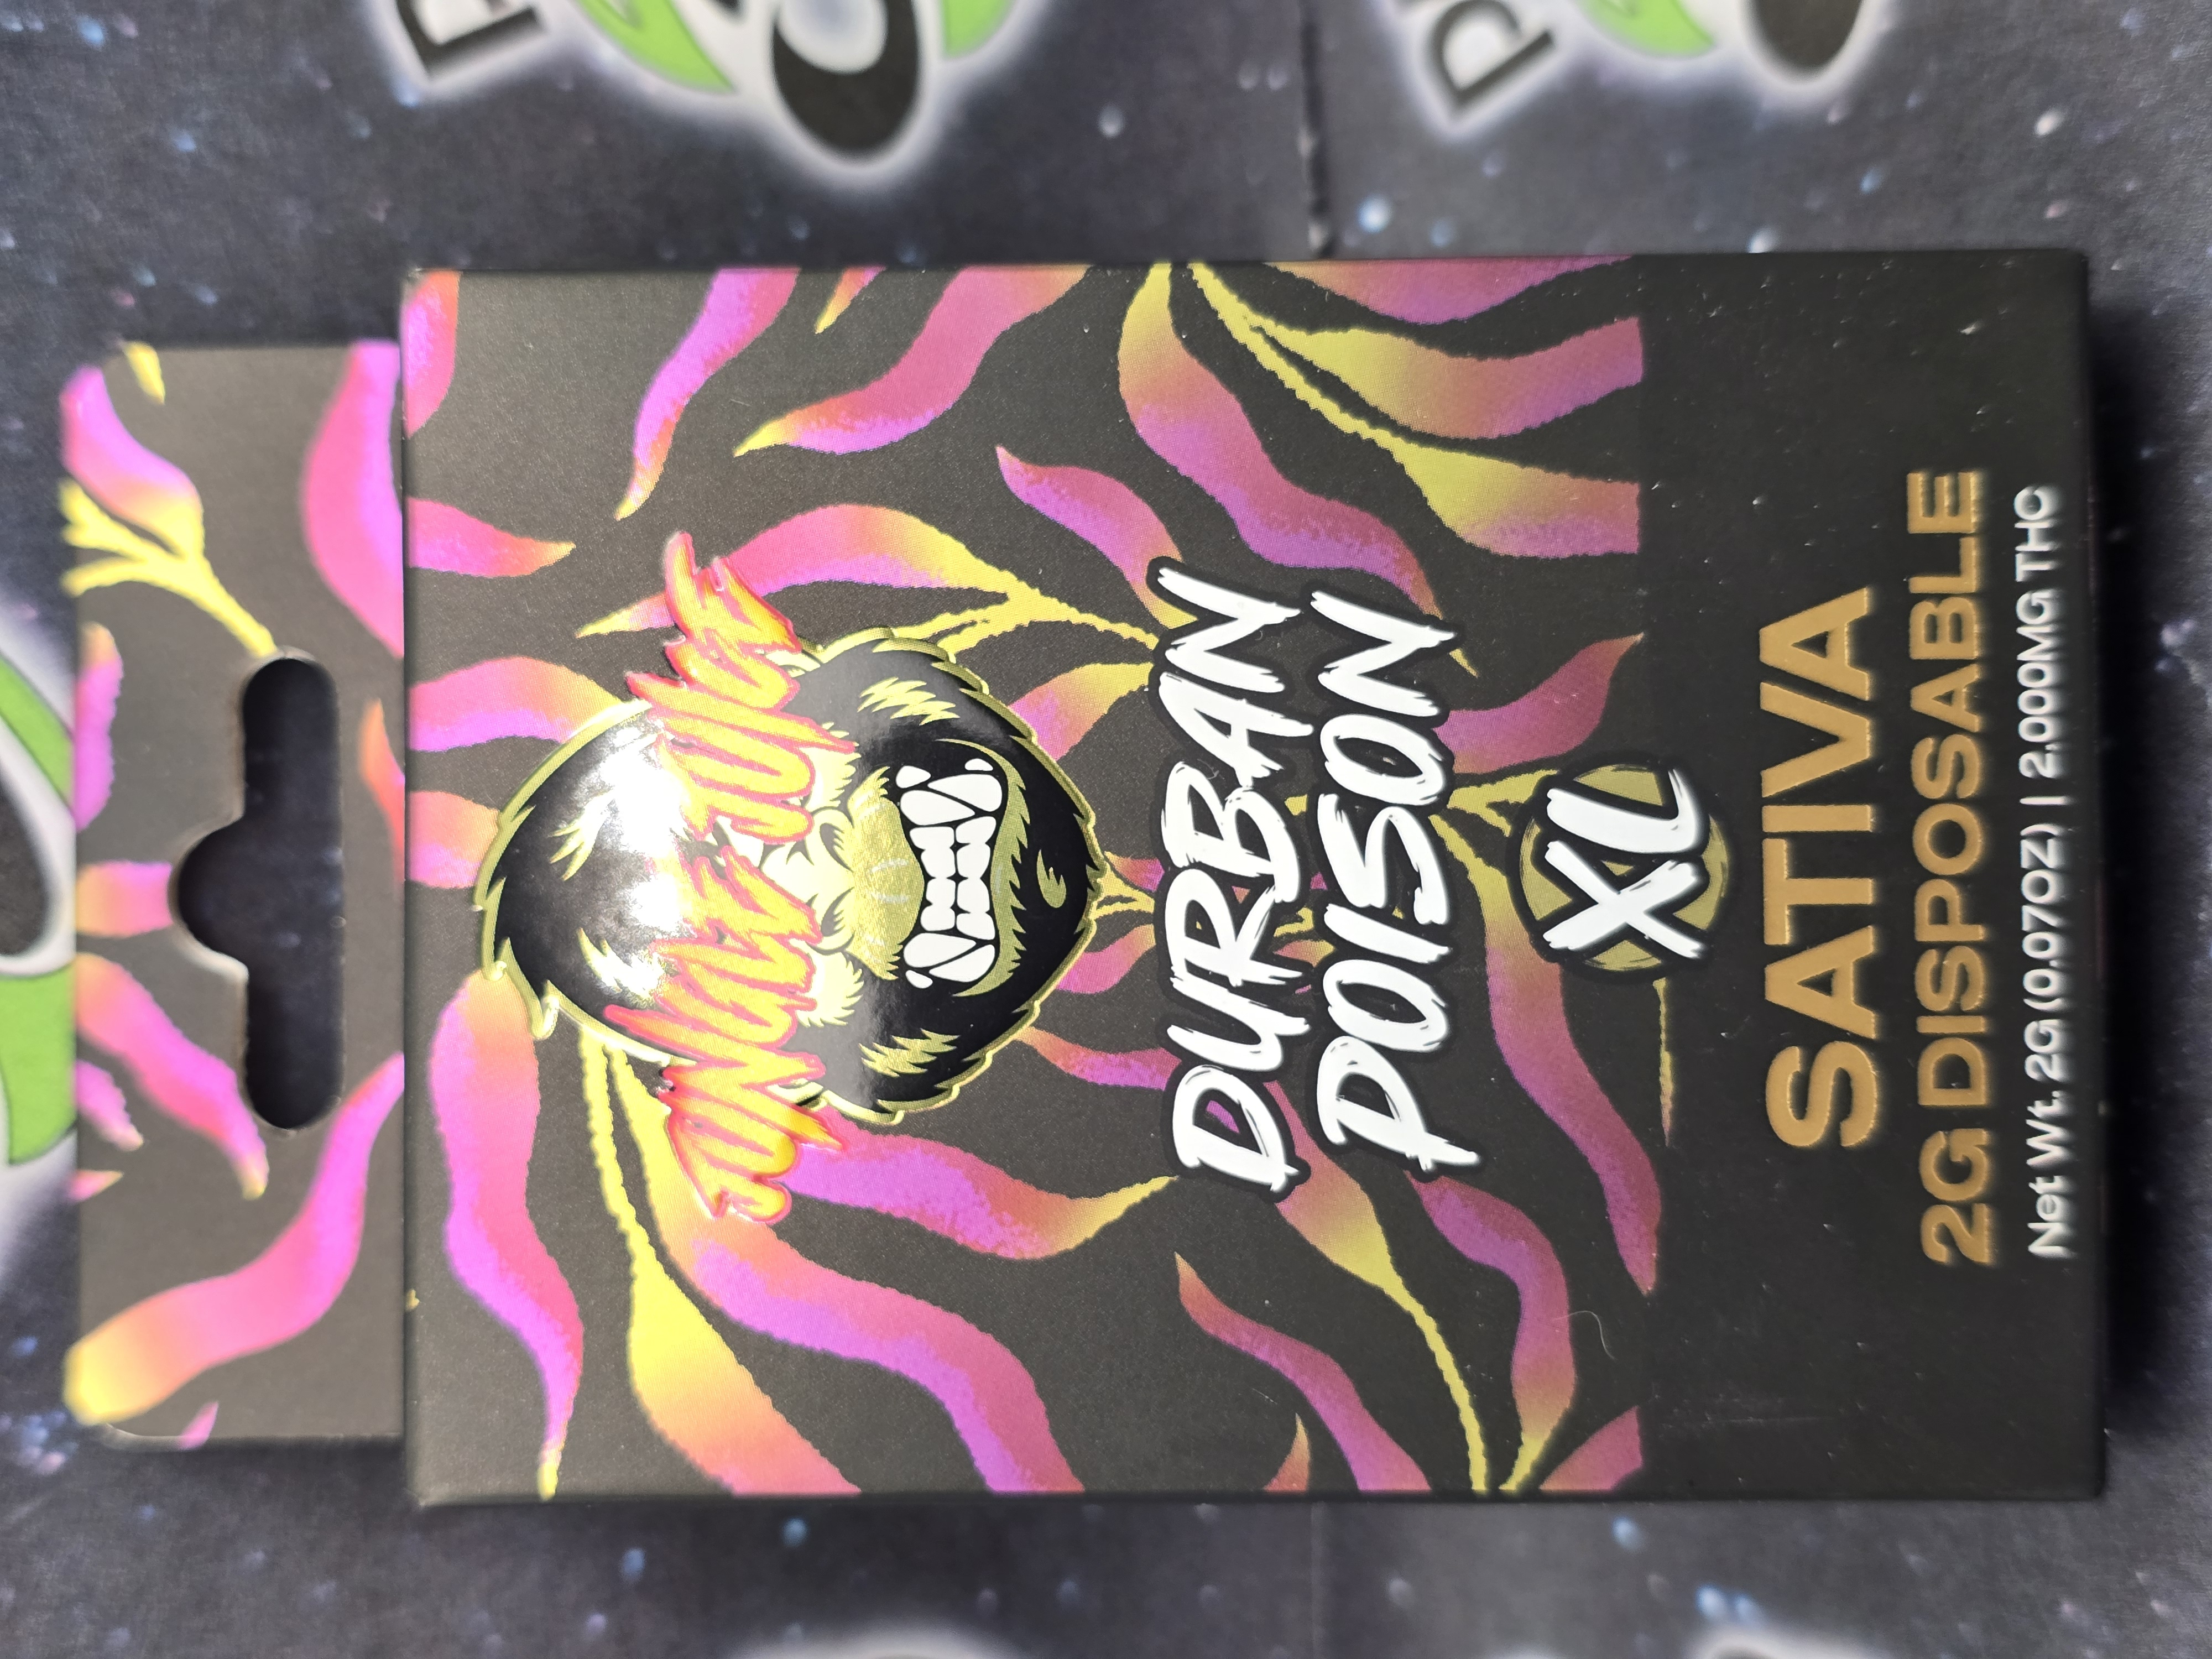 DURBAN
POISON
XL
SATIVA
2G DISPOSABLE
Net Wt. 2G (0.07OZ) | 2,000MG THC